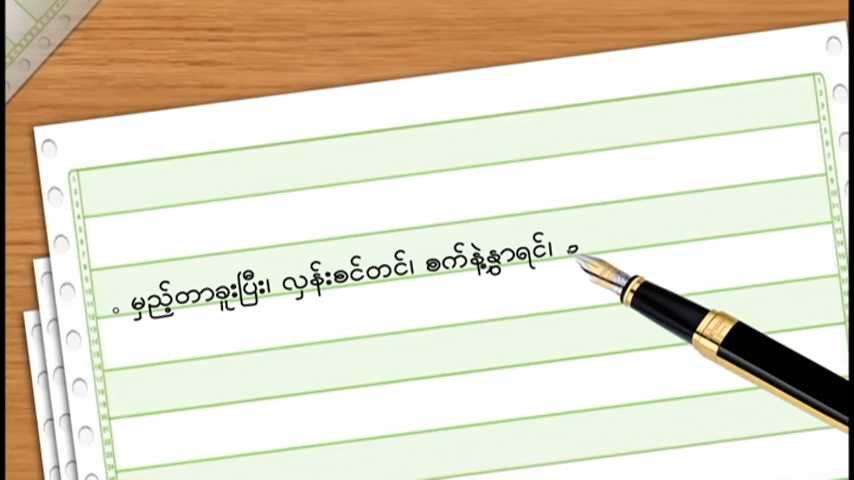 ။ မှည့်တာခူးပြီး၊ လှန်းစင်တင်၊ စက်နဲ့နွှာရင်၊